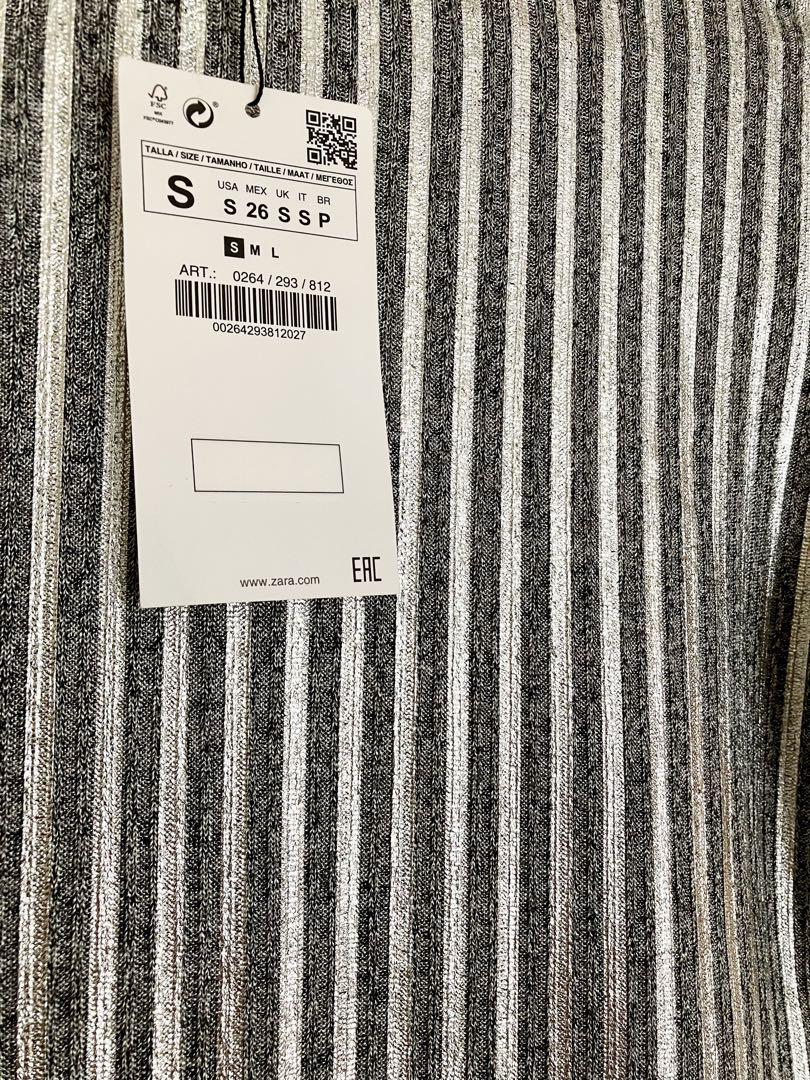 FSC
MIX
TALLA / SIZE / TAMANHO / TAILLE / MAAT / ΜΕΓΕΘΟΣ
S
USA MEX UK IT BR
S 26 S S P
S M L
ART.: 0264 / 293 / 812
00264293812027
www.zara.com
EAC